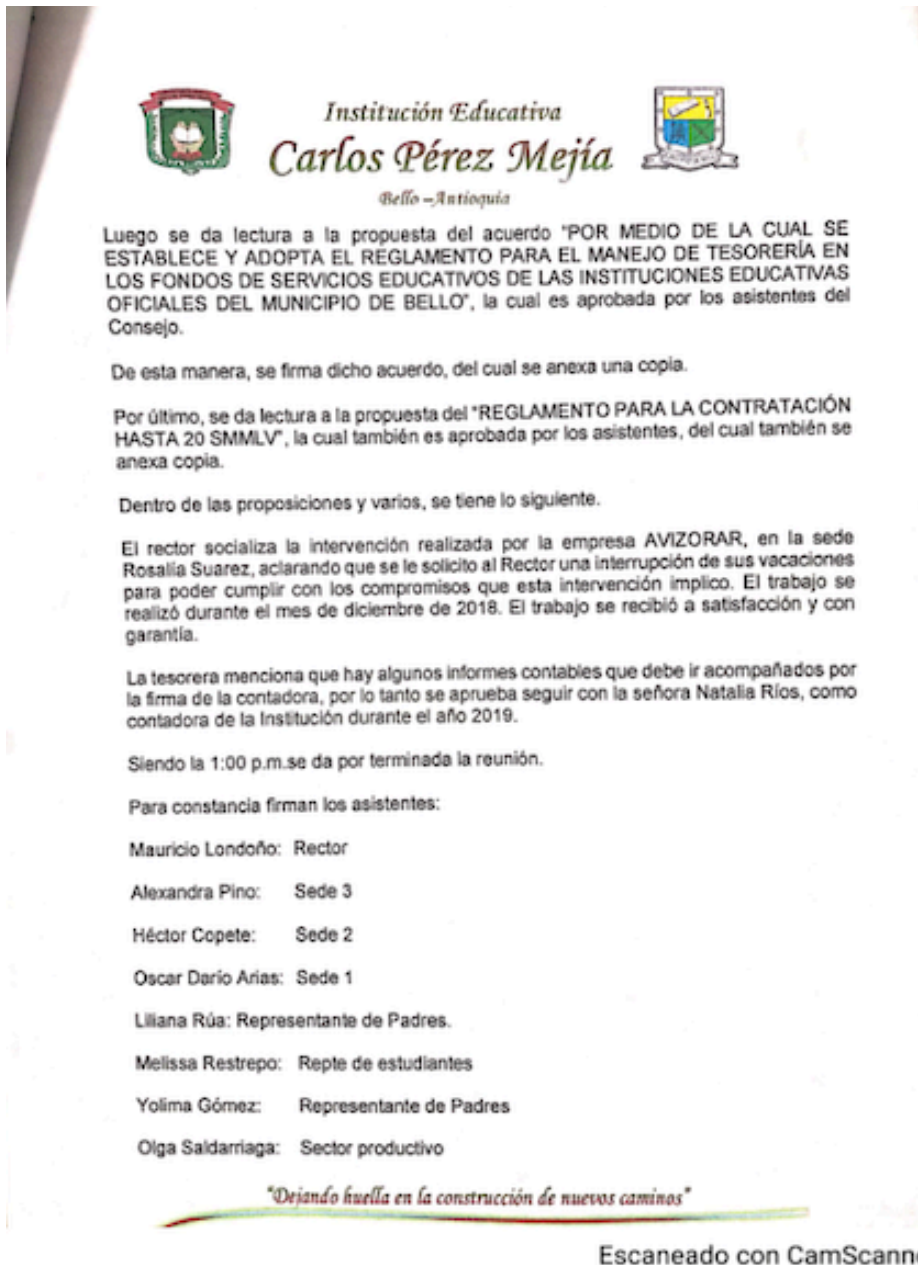 Institución Educativa
Carlos Pérez Mejía
Bello – Antioquia
Luego se da lectura a la propuesta del acuerdo "POR MEDIO DE LA CUAL SE
ESTABLECE Y ADOPTA EL REGLAMENTO PARA EL MANEJO DE TESORERÍA EN
LOS FONDOS DE SERVICIOS EDUCATIVOS DE LAS INSTITUCIONES EDUCATIVAS
OFICIALES DEL MUNICIPIO DE BELLO", la cual es aprobada por los asistentes del
Consejo.
De esta manera, se firma dicho acuerdo, del cual se anexa una copia.
Por último, se da lectura a la propuesta del "REGLAMENTO PARA LA CONTRATACIÓN
HASTA 20 SMMLV", la cual también es aprobada por los asistentes, del cual también se
anexa copia.
Dentro de las proposiciones y varios, se tiene lo siguiente.
El rector socializa la intervención realizada por la empresa AVIZORAR, en la sede
Rosalía Suarez, aclarando que se le solicito al Rector una interrupción de sus vacaciones
para poder cumplir con los compromisos que esta intervención implico. El trabajo se
realizó durante el mes de diciembre de 2018. El trabajo se recibió a satisfacción y con
garantía.
La tesorera menciona que hay algunos informes contables que debe ir acompañados por
la firma de la contadora, por lo tanto se aprueba seguir con la señora Natalia Ríos, como
contadora de la Institución durante el año 2019.
Siendo la 1:00 p.m.se da por terminada la reunión.
Para constancia firman los asistentes:
Mauricio Londoño: Rector
Alexandra Pino: Sede 3
Héctor Copete: Sede 2
Oscar Darío Arias: Sede 1
Liliana Rúa: Representante de Padres.
Melissa Restrepo: Repte de estudiantes
Yolima Gómez: Representante de Padres
Olga Saldarriaga: Sector productivo
"Dejando huella en la construcción de nuevos caminos"
Escaneado con CamScanne